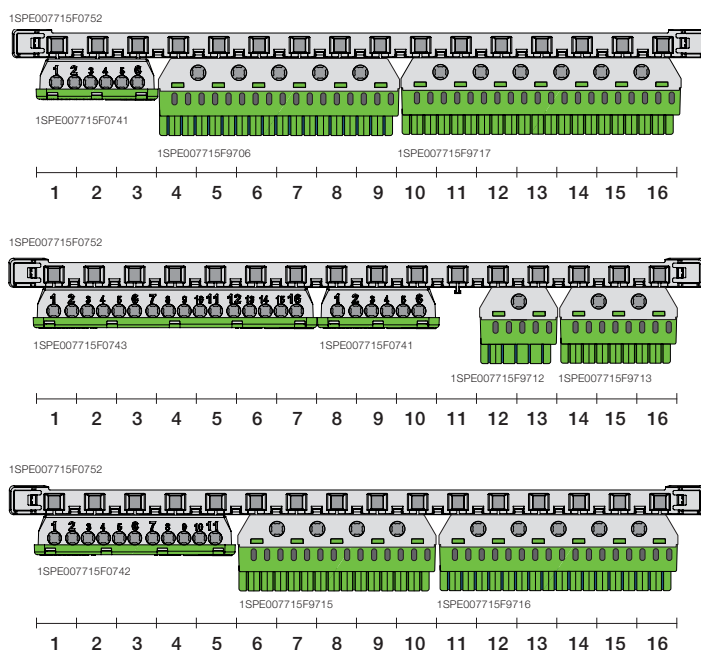 1SPE007715F0752
1 2 3 4 5 6
1SPE007715F0741
1SPE007715F9706
1SPE007715F9717
1 2 3 4 5 6 7 8 9 10 11 12 13 14 15 16
1SPE007715F0752
1 2 3 4 5 6 7 8 9 10 11 12 13 14 15 16 1 2 3 4 5 6
1SPE007715F0743
1SPE007715F0741
1SPE007715F9712
1SPE007715F9713
1 2 3 4 5 6 7 8 9 10 11 12 13 14 15 16
1SPE007715F0752
1 2 3 4 5 6 7 8 9 10 11
1SPE007715F0742
1SPE007715F9715
1SPE007715F9716
1 2 3 4 5 6 7 8 9 10 11 12 13 14 15 16